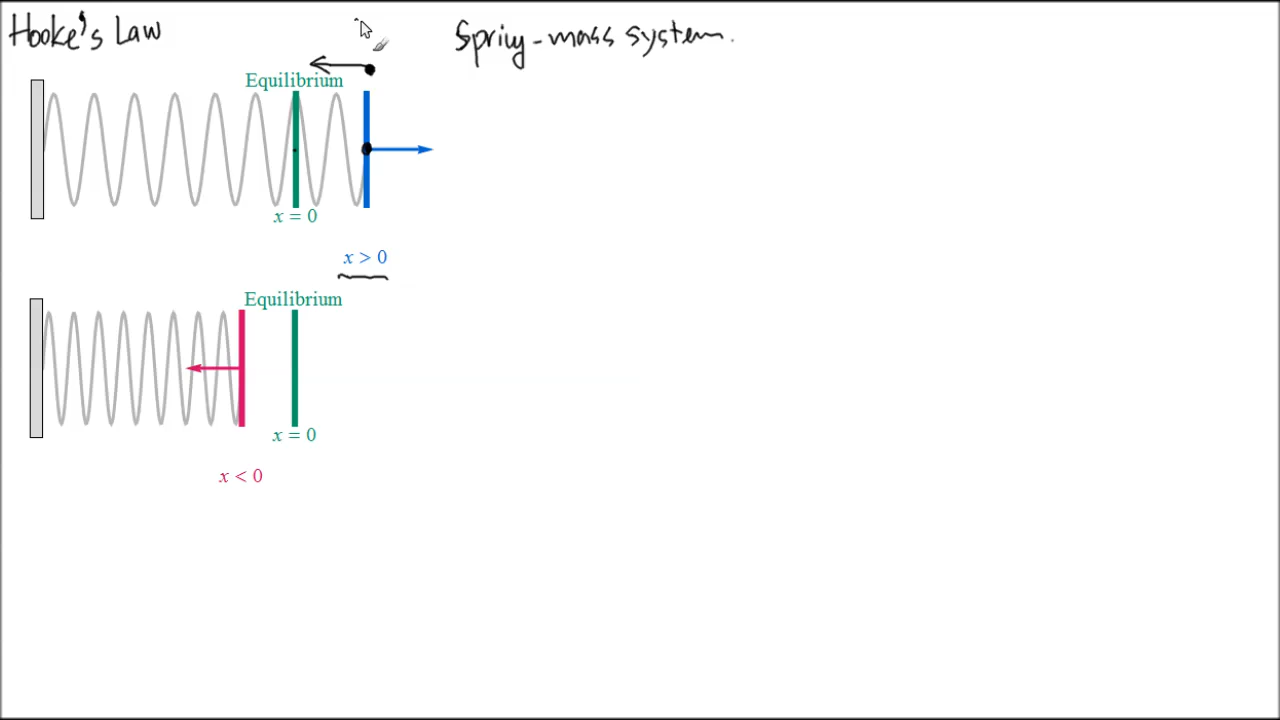 Hooke's Law
Spring-mass system.
Equilibrium
x = 0
x > 0
Equilibrium
x = 0
x < 0